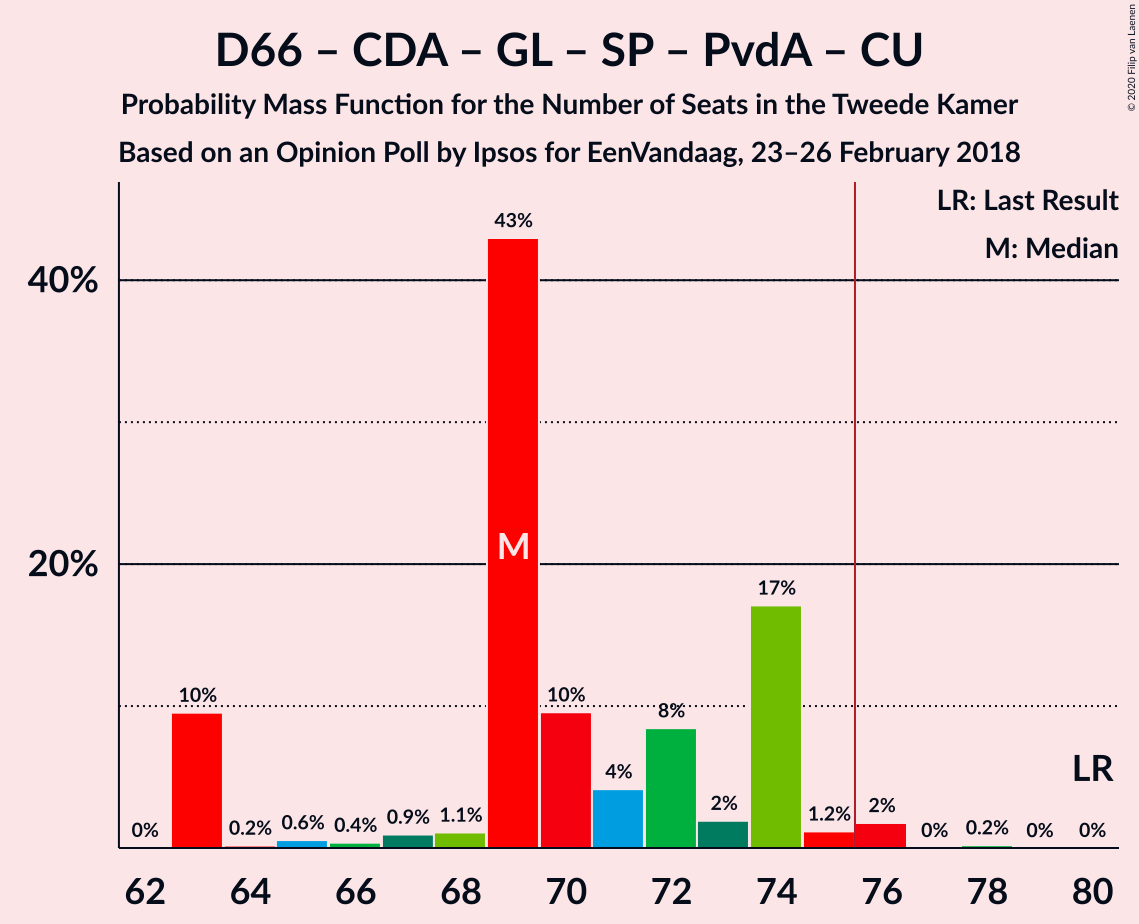 D66 – CDA – GL – SP – PvdA – CU
Probability Mass Function for the Number of Seats in the Tweede Kamer
Based on an Opinion Poll by Ipsos for EenVandaag, 23–26 February 2018
© 2020 Filip van Laenen
LR: Last Result
M: Median
40%
20%
0%
10%
0.2%
0.6%
0.4%
0.9%
1.1%
43%
M
10%
4%
8%
2%
17%
1.2%
2%
0%
0.2%
0%
0%
LR
62 64 66 68 70 72 74 76 78 80